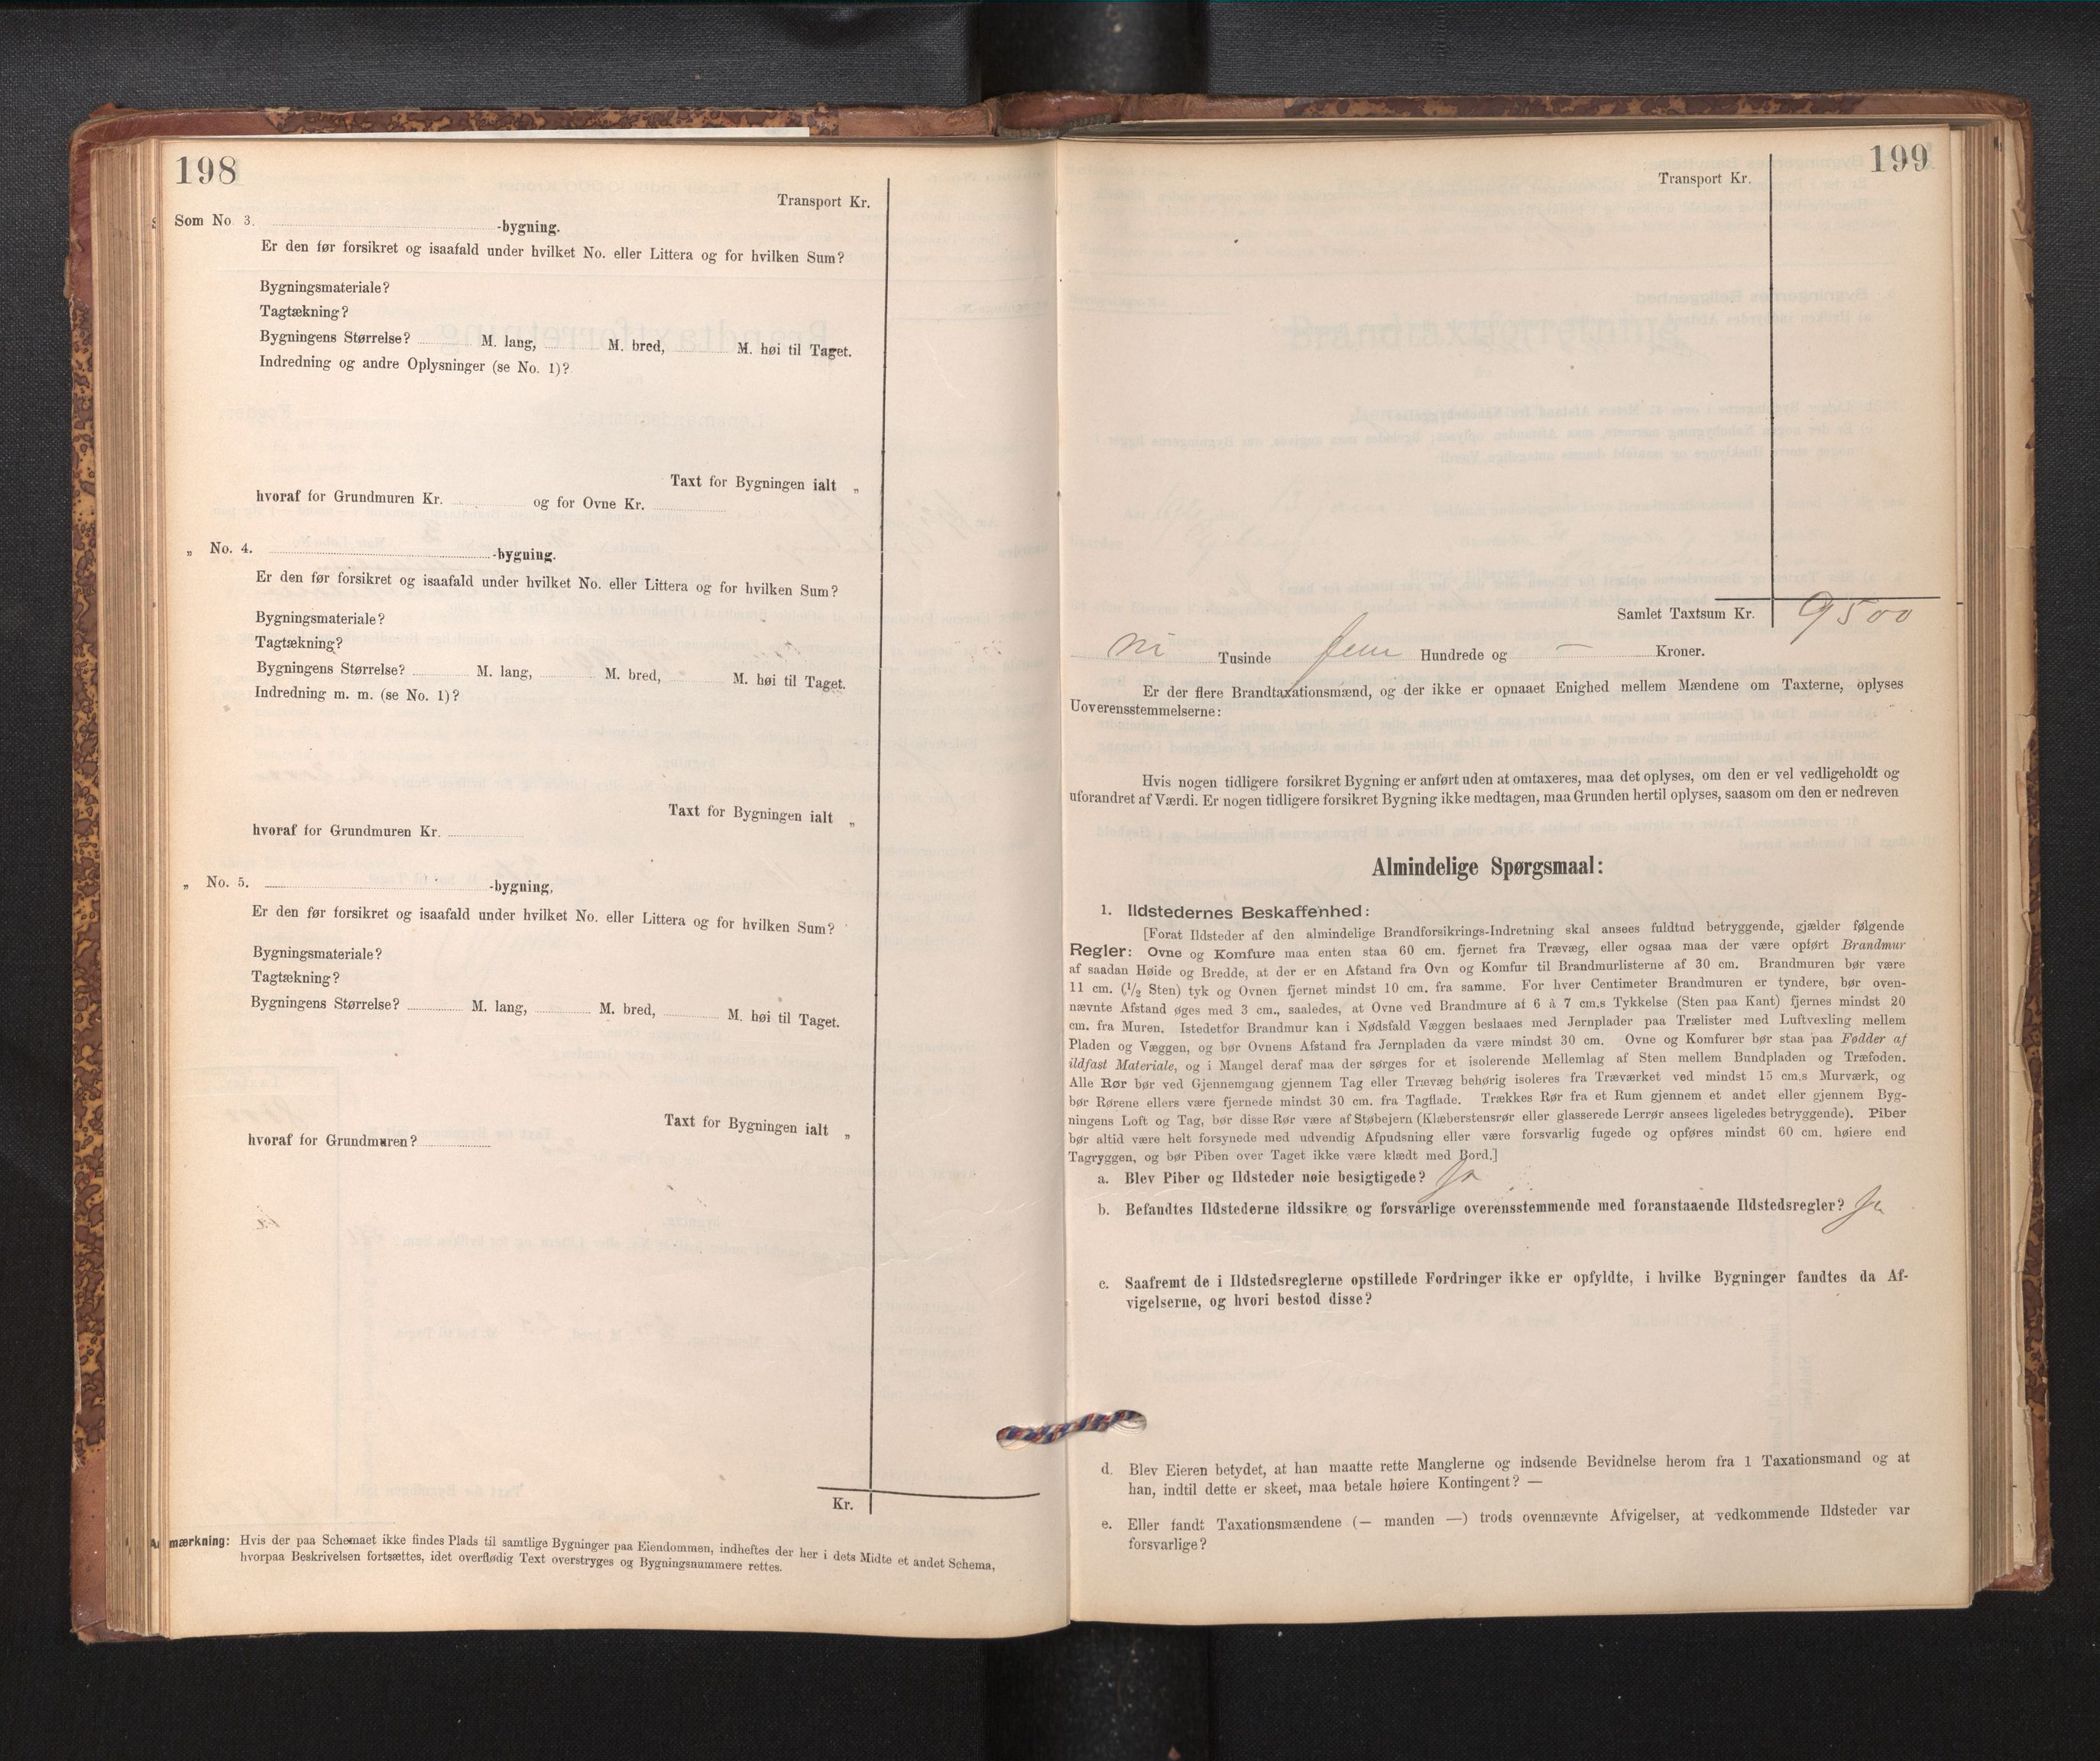 198
Transport Kr.
Som No. 3. -bygning.
Er den før forsikret og isaafald under hvilket No. eller Littera og for hvilken Sum?
Bygningsmateriale?
Tagtækning?
Bygningens Størrelse? M. lang, M. bred, M. høi til Taget.
Indredning og andre Oplysninger (se No. 1)?
Taxt for Bygningen ialt „
hvoraf for Grundmuren Kr. og for Ovne Kr.
„ No. 4. -bygning.
Er den før forsikret og isaafald under hvilket No. eller Littera og for hvilken Sum?
Bygningsmateriale?
Tagtækning?
Bygningens Størrelse? M. lang, M. bred, M. høi til Taget.
Indredning m. m. (se No. 1)?
Taxt for Bygningen ialt „
hvoraf for Grundmuren Kr.
„ No. 5. -bygning.
Er den før forsikret og isaafald under hvilket No. eller Littera og for hvilken Sum?
Bygningsmateriale?
Tagtækning?
Bygningens Størrelse? M. lang, M. bred, M. høi til Taget.
Taxt for Bygningen ialt „
hvoraf for Grundmuren?
Kr.
mærkning: Hvis der paa Schemaet ikke findes Plads til samtlige Bygninger paa Eiendommen, indheftes der her i dets Midte et andet Schema,
hvorpaa Beskrivelsen fortsættes, idet overflødig Text overstryges og Bygningsnummere rettes.
199
Transport Kr.
Samlet Taxtsum Kr. 9500
ni Tusinde fem Hundrede og — Kroner.
Er der flere Brandtaxationsmænd, og der ikke er opnaaet Enighed mellem Mændene om Taxterne, oplyses
Uoverensstemmelserne:
Hvis nogen tidligere forsikret Bygning er anført uden at omtaxeres, maa det oplyses, om den er vel vedligeholdt og
uforandret af Værdi. Er nogen tidligere forsikret Bygning ikke medtagen, maa Grunden hertil oplyses, saasom om den er nedreven
Almindelige Spørgsmaal:
1. Ildstedernes Beskaffenhed:
[Forat Ildsteder af den almindelige Brandforsikrings-Indretning skal ansees fuldtud betryggende, gjælder følgende
Regler: Ovne og Komfure maa enten staa 60 cm. fjernet fra Trævæg, eller ogsaa maa der være opført Brandmur
af saadan Høide og Bredde, at der er en Afstand fra Ovn og Komfur til Brandmurlisterne af 30 cm. Brandmuren bør være
11 cm. (1/2 Sten) tyk og Ovnen fjernet mindst 10 cm. fra samme. For hver Centimeter Brandmuren er tyndere, bør oven-
nævnte Afstand øges med 3 cm., saaledes, at Ovne ved Brandmure af 6 à 7 cm.s Tykkelse (Sten paa Kant) fjernes mindst 20
cm. fra Muren. Istedetfor Brandmur kan i Nødsfald Væggen beslaaes med Jernplader paa Trælister med Luftvexling mellem
Pladen og Væggen, og bør Ovnens Afstand fra Jernpladen da være mindst 30 cm. Ovne og Komfurer bør staa paa Fødder af
ildfast Materiale, og i Mangel deraf maa der sørges for et isolerende Mellemlag af Sten mellem Bundpladen og Træfoden.
Alle Rør bør ved Gjennemgang gjennem Tag eller Trævæg behørig isoleres fra Træværket ved mindst 15 cm.s Murværk, og
bør Rørene ellers være fjernede mindst 30 cm. fra Tagflade. Trækkes Rør fra et Rum gjennem et andet eller gjennem Byg-
ningens Loft og Tag, bør disse Rør være af Støbejern (Klæberstensrør eller glasserede Lerrør ansees ligeledes betryggende). Piber
bør altid være helt forsynede med udvendig Afpudsning eller være forsvarlig fugede og opføres mindst 60 cm. høiere end
Tagryggen, og bør Piben over Taget ikke være klædt med Bord.]
a. Blev Piber og Ildsteder nøie besigtigede? Ja
b. Befandtes Ildstederne ildssikre og forsvarlige overensstemmende med foranstaaende Ildstedsregler? Ja
c. Saafremt de i Ildstedsreglerne opstillede Fordringer ikke er opfyldte, i hvilke Bygninger fandtes da Af-
vigelserne, og hvori bestod disse?
d. Blev Eieren betydet, at han maatte rette Manglerne og indsende Bevidnelse herom fra 1 Taxationsmand og at
han, indtil dette er skeet, maa betale høiere Kontingent? —
e. Eller fandt Taxationsmændene (— manden —) trods ovennævnte Afvigelser, at vedkommende Ildsteder var
forsvarlige?